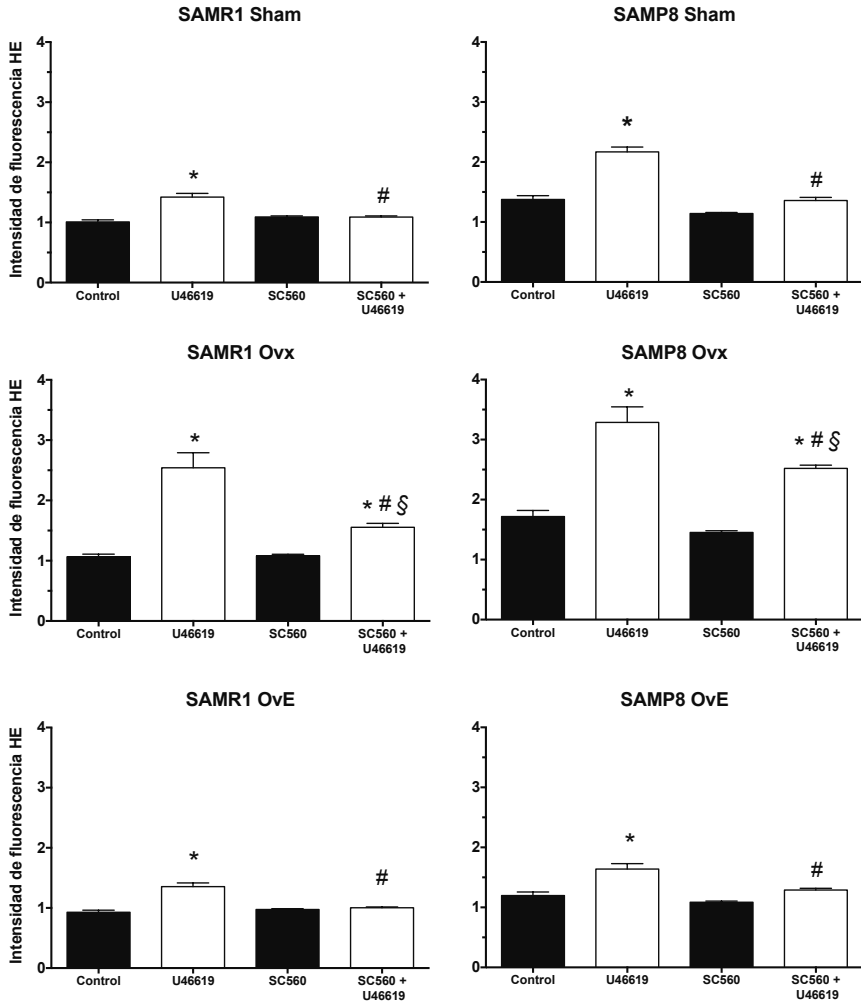 SAMR1 Sham
Intensidad de fluorescencia HE
4
3
2
1
0
*
#
Control
U46619
SC560
SC560 +
U46619
SAMP8 Sham
4
3
2
1
0
*
#
Control
U46619
SC560
SC560 +
U46619
SAMR1 Ovx
Intensidad de fluorescencia HE
4
3
2
1
0
*
* # §
Control
U46619
SC560
SC560 +
U46619
SAMP8 Ovx
4
3
2
1
0
*
* # §
Control
U46619
SC560
SC560 +
U46619
SAMR1 OvE
Intensidad de fluorescencia HE
4
3
2
1
0
*
#
Control
U46619
SC560
SC560 +
U46619
SAMP8 OvE
4
3
2
1
0
*
#
Control
U46619
SC560
SC560 +
U46619